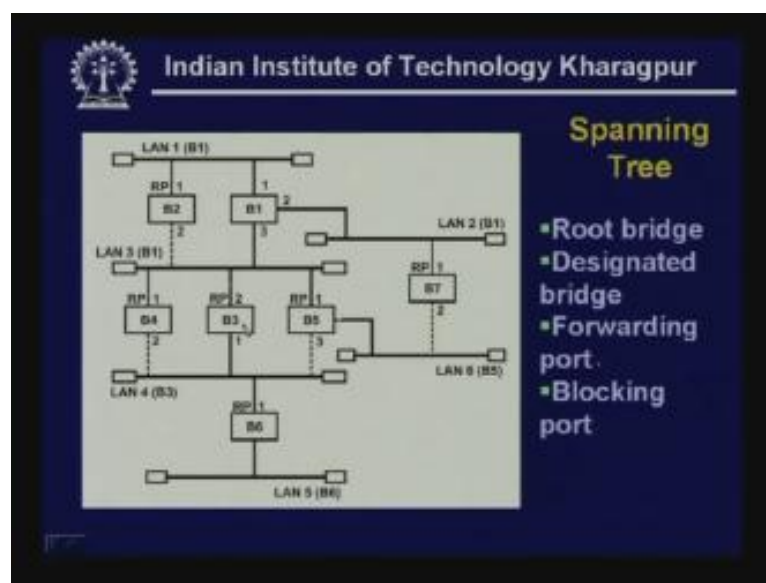 Indian Institute of Technology Kharagpur
Spanning
Tree
▪Root bridge
▪Designated
bridge
▪Forwarding
port
▪Blocking
port
LAN 1 (B1)
RP 1
1
B2
B1
2
2
3
LAN 2 (B1)
LAN 3 (B1)
RP 1
B7
2
RP 1
RP 2
RP 1
B4
B3
B5
2
1
3
LAN 6 (B5)
LAN 4 (B3)
RP 1
B6
LAN 5 (B6)